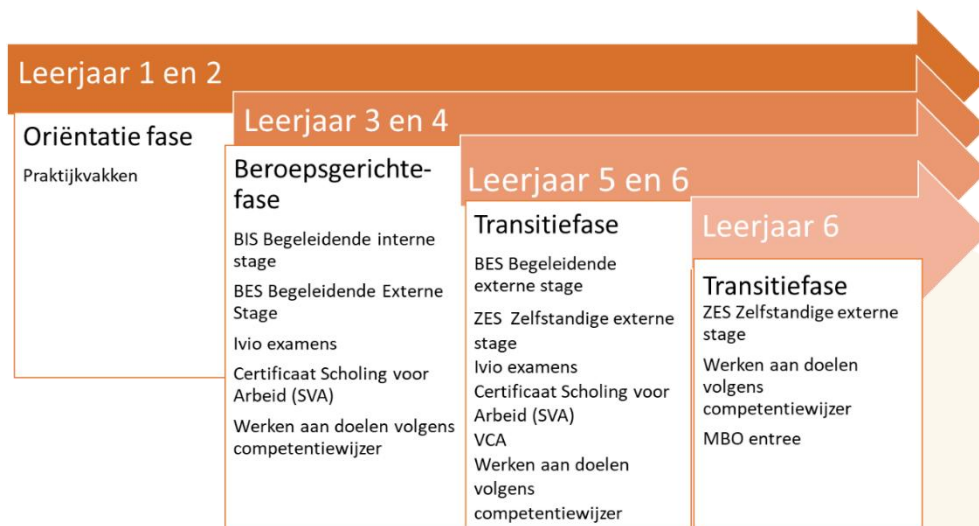 Leerjaar 1 en 2
Oriëntatie fase
Praktijkvakken
Leerjaar 3 en 4
Beroepsgerichte-
fase
BIS Begeleidende interne
stage
BES Begeleidende Externe
Stage
Ivio examens
Certificaat Scholing voor
Arbeid (SVA)
Werken aan doelen volgens
competentiewijzer
Leerjaar 5 en 6
Transitiefase
BES Begeleidende
externe stage
ZES Zelfstandige externe
stage
Ivio examens
Certificaat Scholing voor
Arbeid (SVA)
VCA
Werken aan doelen
volgens
competentiewijzer
Leerjaar 6
Transitiefase
ZES Zelfstandige externe
stage
Werken aan doelen
volgens
competentiewijzer
MBO entree